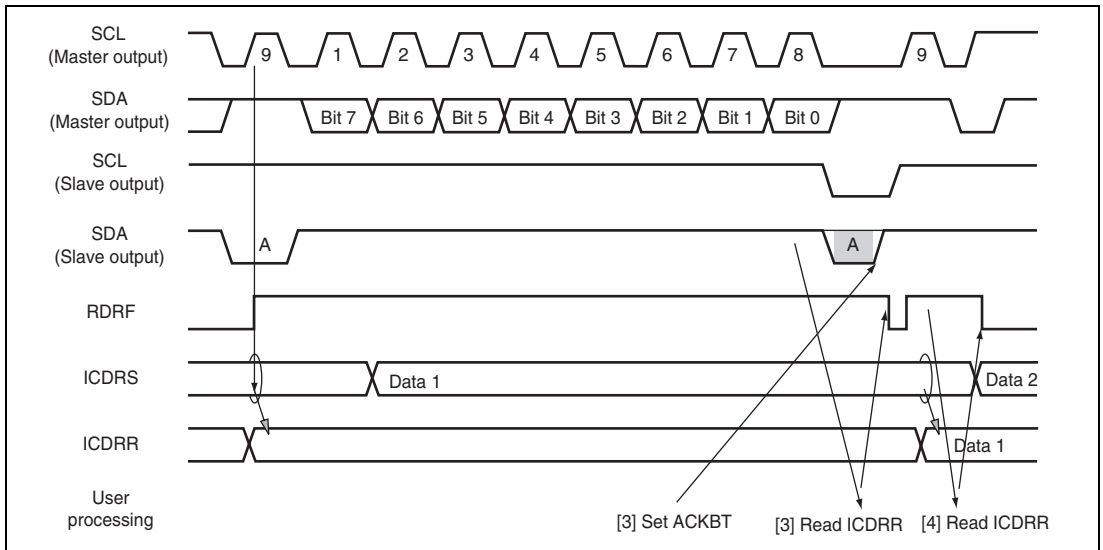 SCL
(Master output)
9 1 2 3 4 5 6 7 8 9
SDA
(Master output)
Bit 7 Bit 6 Bit 5 Bit 4 Bit 3 Bit 2 Bit 1 Bit 0
SCL
(Slave output)
SDA
(Slave output)
A A
RDRF
ICDRS
Data 1 Data 2
ICDRR
Data 1
User
processing
[3] Set ACKBT [3] Read ICDRR [4] Read ICDRR